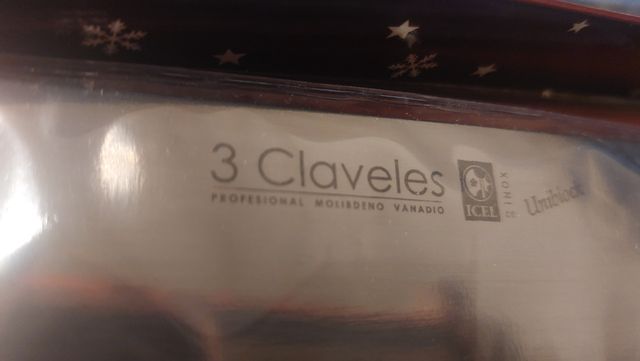 3 Claveles
PROFESIONAL MOLIBDENO VANADIO
ICEL
INOX
Uniblock